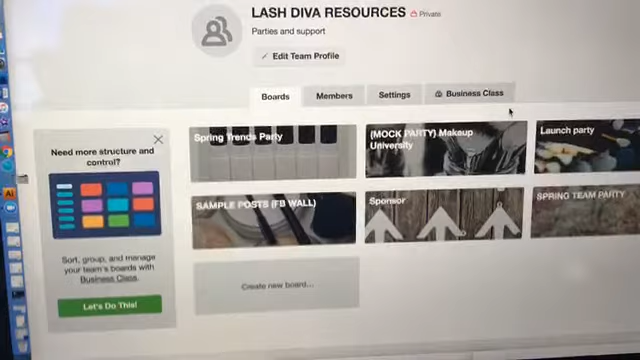 LASH DIVA RESOURCES Private
Parties and support
Edit Team Profile
Boards Members Settings Business Class
Need more structure and
control?
Sort, group, and manage
your team's boards with
Business Class.
Let's Do This!
Spring Trends Party
(MOCK PARTY) Makeup
University
Launch party
SAMPLE POSTS (FB WALL)
Sponsor
SPRING TEAM PARTY
Create new board...
Ai